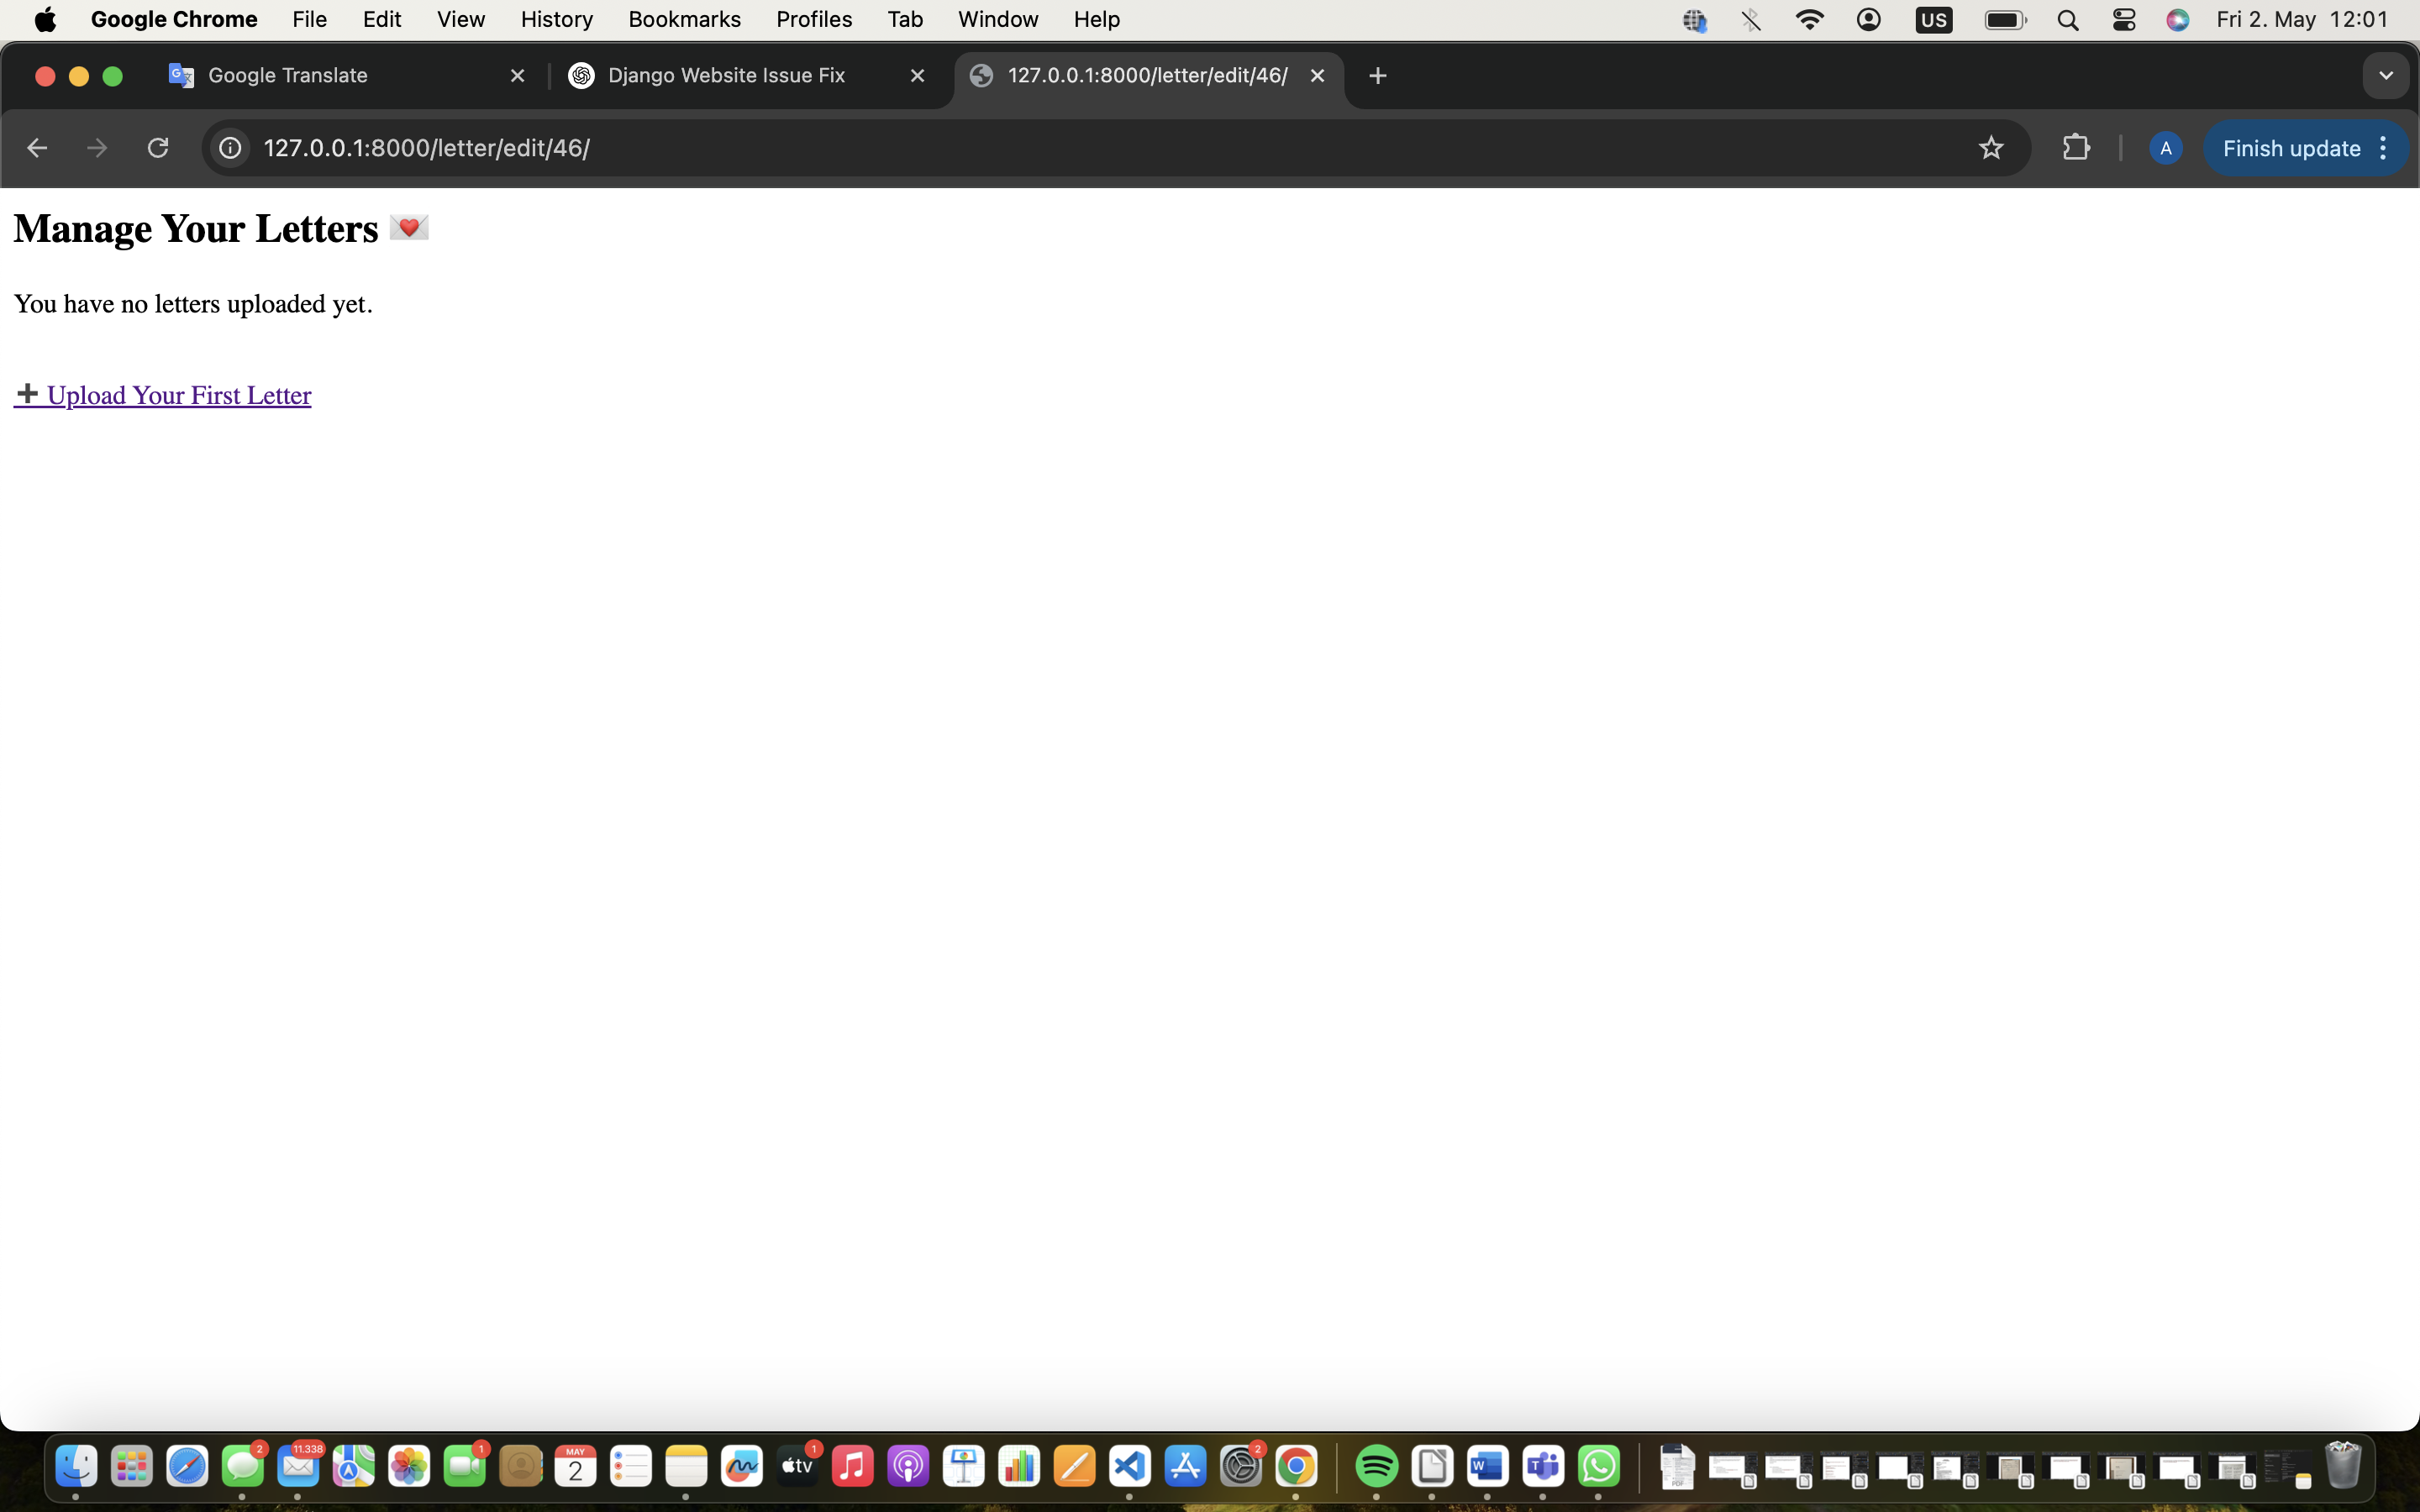 Google Chrome File Edit View History Bookmarks Profiles Tab Window Help US Fri 2. May 12:01
Google Translate Django Website Issue Fix 127.0.0.1:8000/letter/edit/46/
127.0.0.1:8000/letter/edit/46/ A Finish update
Manage Your Letters 💌
You have no letters uploaded yet.
➕ Upload Your First Letter
2 11.338 1 MAY 2 tv 1 2 W T PDF